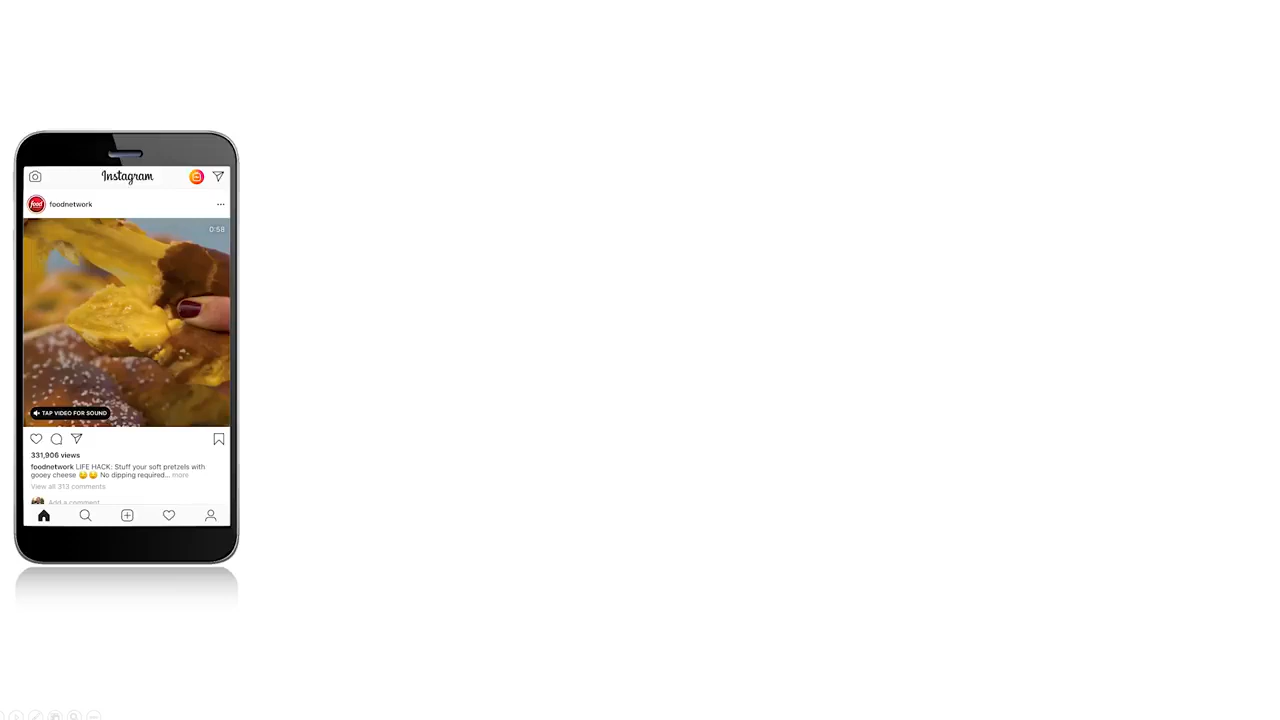 Instagram
food
foodnetwork
0:58
TAP VIDEO FOR SOUND
331,906 views
foodnetwork LIFE HACK: Stuff your soft pretzels with
gooey cheese 😋😋 No dipping required... more
View all 313 comments
Add a comment